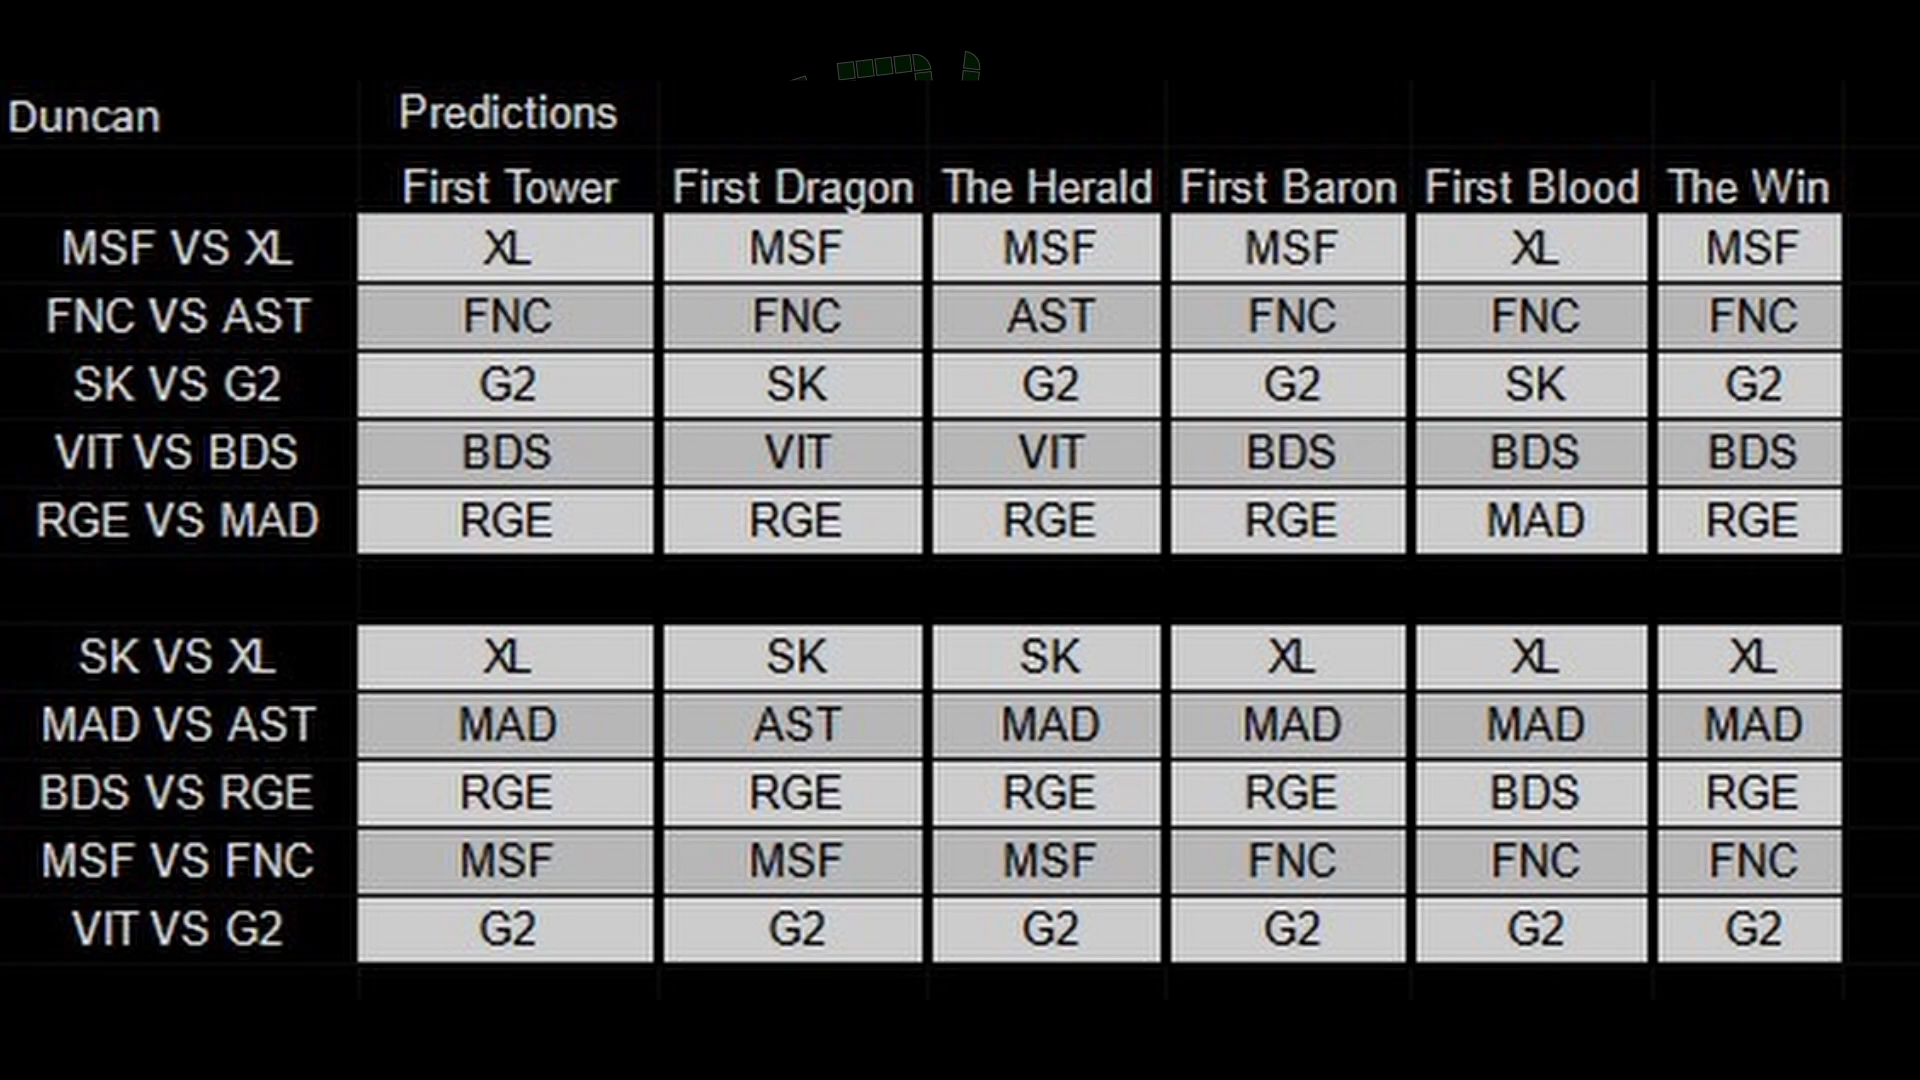 Duncan Predictions
First Tower First Dragon The Herald First Baron First Blood The Win
MSF VS XL XL MSF MSF MSF XL MSF
FNC VS AST FNC FNC AST FNC FNC FNC
SK VS G2 G2 SK G2 G2 SK G2
VIT VS BDS BDS VIT VIT BDS BDS BDS
RGE VS MAD RGE RGE RGE RGE MAD RGE
SK VS XL XL SK SK XL XL XL
MAD VS AST MAD AST MAD MAD MAD MAD
BDS VS RGE RGE RGE RGE RGE BDS RGE
MSF VS FNC MSF MSF MSF FNC FNC FNC
VIT VS G2 G2 G2 G2 G2 G2 G2